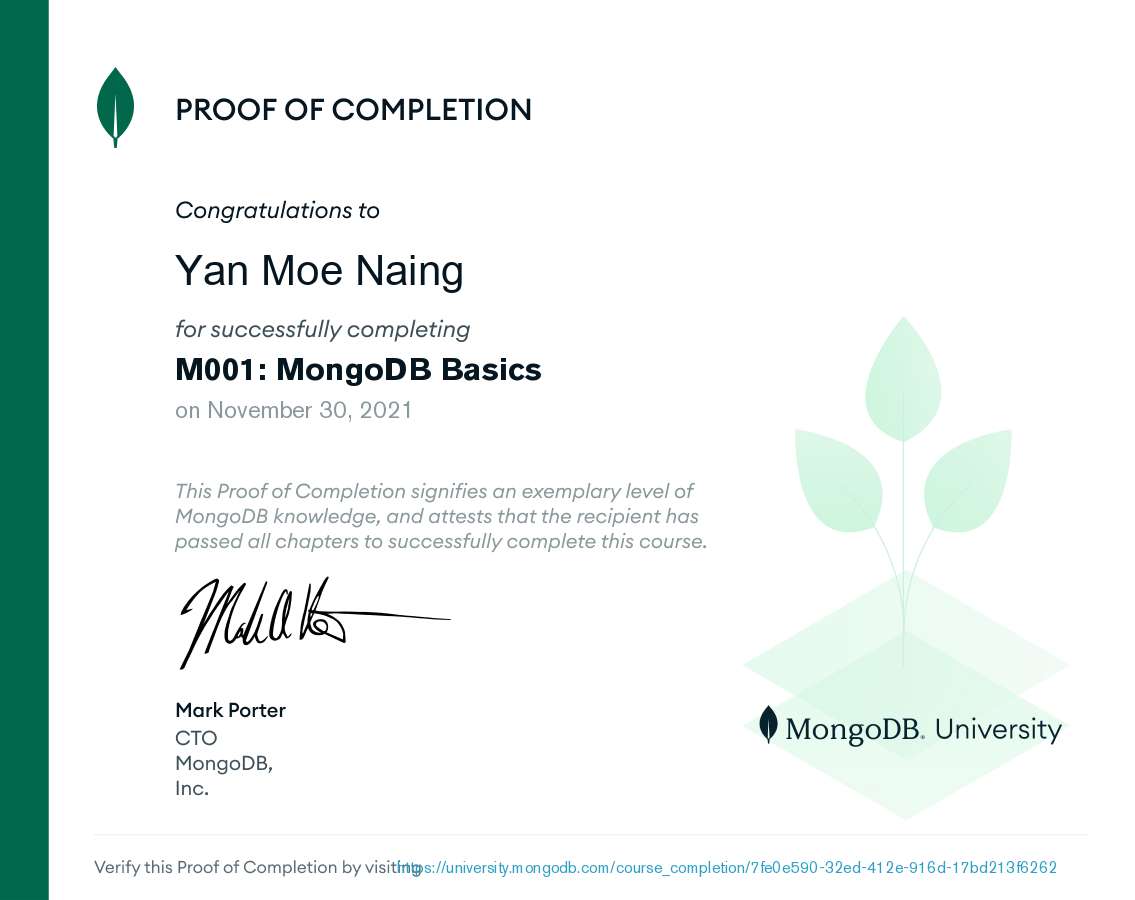 PROOF OF COMPLETION
Congratulations to
Yan Moe Naing
for successfully completing
M001: MongoDB Basics
on November 30, 2021
This Proof of Completion signifies an exemplary level of
MongoDB knowledge, and attests that the recipient has
passed all chapters to successfully complete this course.
Mark Porter
CTO
MongoDB,
Inc.
MongoDB. University
Verify this Proof of Completion by visiting https://university.mongodb.com/course_completion/7fe0e590-32ed-412e-916d-17bd213f6262